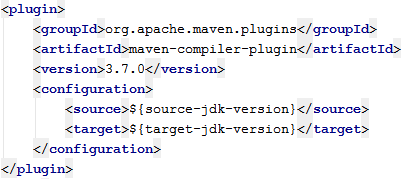 <plugin>
    <groupId>org.apache.maven.plugins</groupId>
    <artifactId>maven-compiler-plugin</artifactId>
    <version>3.7.0</version>
    <configuration>
        <source>${source-jdk-version}</source>
        <target>${target-jdk-version}</target>
    </configuration>
</plugin>